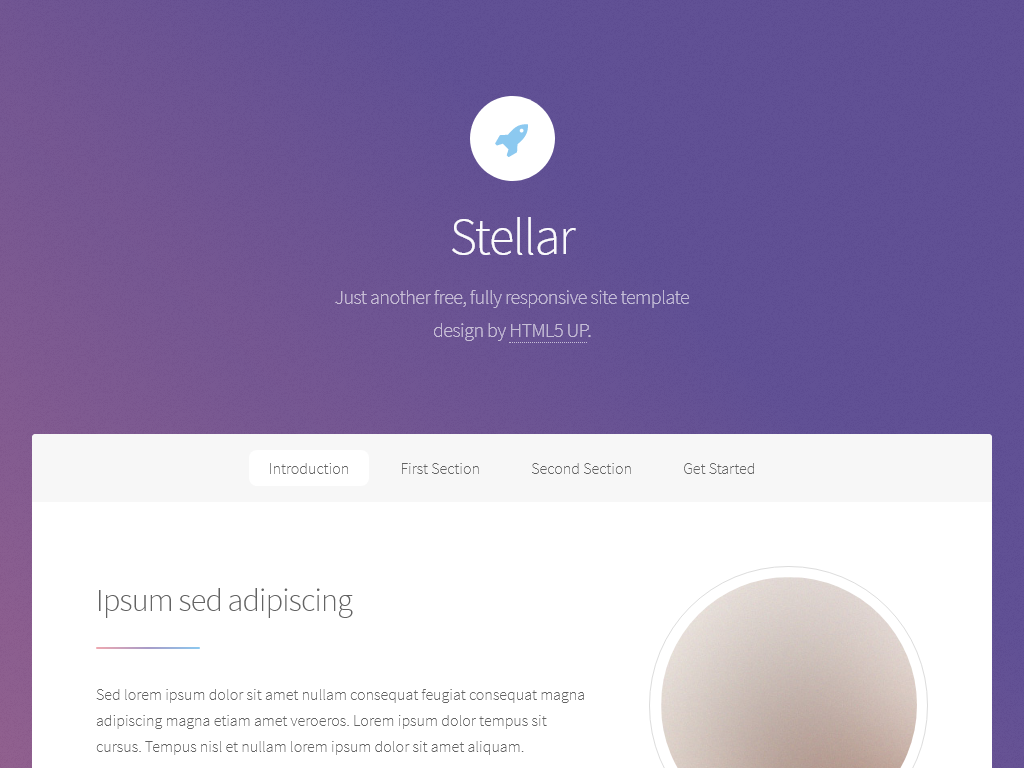 Stellar
Just another free, fully responsive site template
design by HTML5 UP.
Introduction First Section Second Section Get Started
Ipsum sed adipiscing
Sed lorem ipsum dolor sit amet nullam consequat feugiat consequat magna
adipiscing magna etiam amet veroeros. Lorem ipsum dolor tempus sit
cursus. Tempus nisl et nullam lorem ipsum dolor sit amet aliquam.